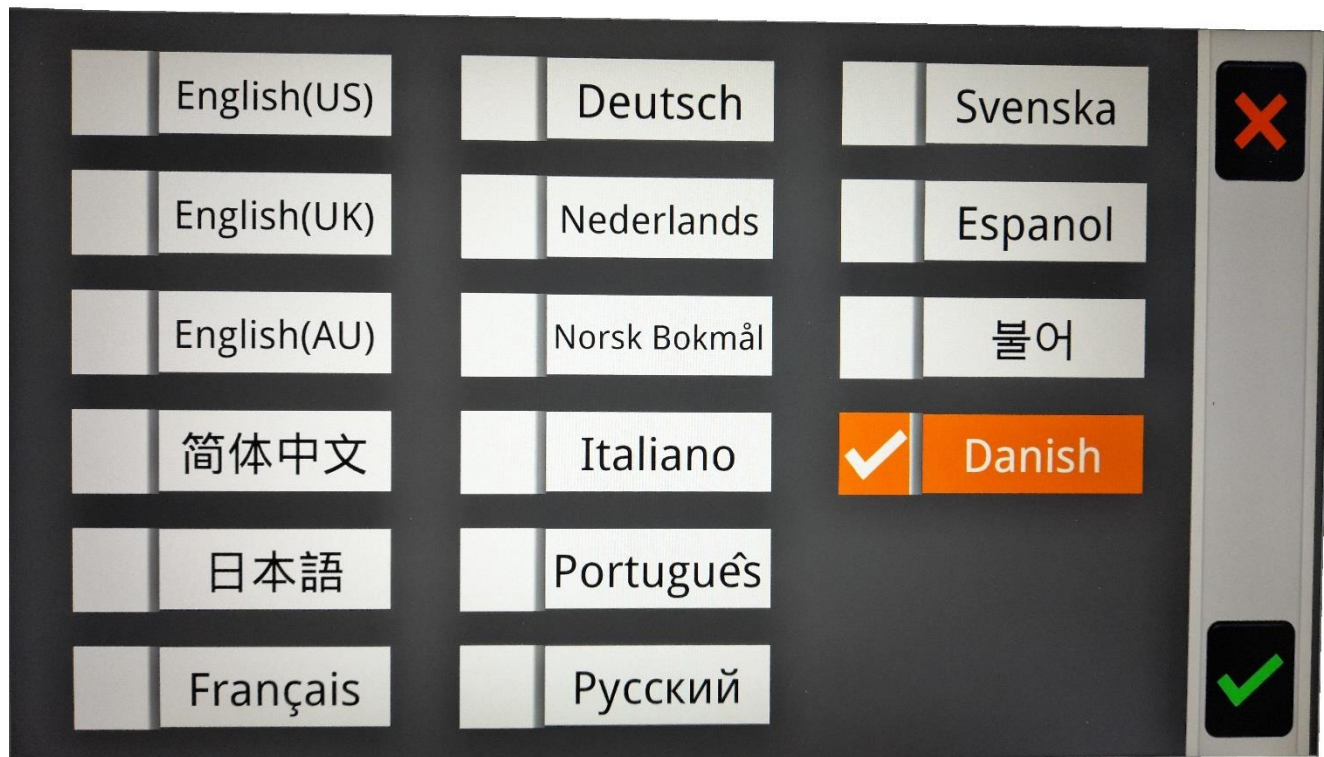 English(US)
English(UK)
English(AU)
简体中文
日本語
Français
Deutsch
Nederlands
Norsk Bokmål
Italiano
Português
Русский
Svenska
Espanol
불어
Danish